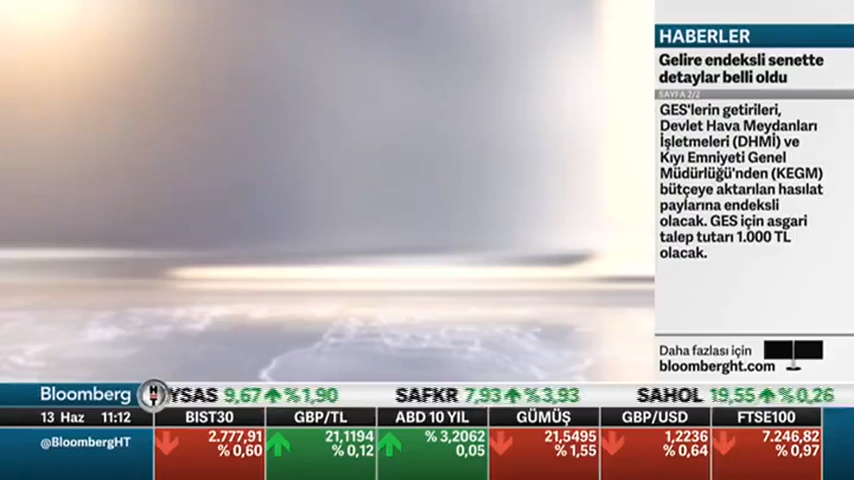 HABERLER
Gelire endeksli senette
detaylar belli oldu
SAYFA 2/2
GES'lerin getirileri,
Devlet Hava Meydanları
İşletmeleri (DHMİ) ve
Kıyı Emniyeti Genel
Müdürlüğü'nden (KEGM)
bütçeye aktarılan hasılat
paylarına endeksli
olacak. GES için asgari
talep tutarı 1.000 TL
olacak.
Daha fazlası için
bloomberght.com
Bloomberg H YSAS 9,67 %1,90 SAFKR 7,93 %3,93 SAHOL 19,55 %0,26
13 Haz 11:12 BIST30 GBP/TL ABD 10 YIL GÜMÜŞ GBP/USD FTSE100
@BloombergHT 2.777,91 21,1194 % 3,2062 21,5495 1,2236 7.246,82
% 0,60 % 0,12 0,05 % 1,55 % 0,64 % 0,97